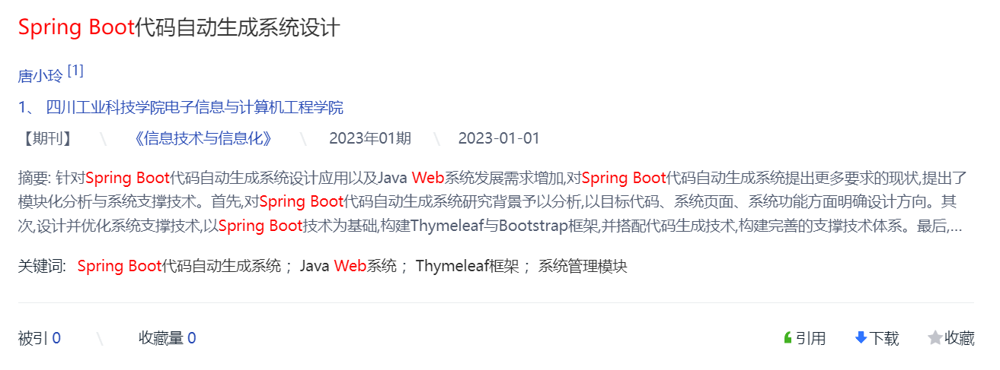 Spring Boot代码自动生成系统设计
唐小玲 [1]
1、 四川工业科技学院电子信息与计算机工程学院
【期刊】 \ 《信息技术与信息化》 \ 2023年01期 \ 2023-01-01
摘要: 针对Spring Boot代码自动生成系统设计应用以及Java Web系统发展需求增加,对Spring Boot代码自动生成系统提出更多要求的现状,提出了
模块化分析与系统支撑技术。首先,对Spring Boot代码自动生成系统研究背景予以分析,以目标代码、系统页面、系统功能方面明确设计方向。其
次,设计并优化系统支撑技术,以Spring Boot技术为基础,构建Thymeleaf与Bootstrap框架,并搭配代码生成技术,构建完善的支撑技术体系。最后,...
关键词: Spring Boot代码自动生成系统 ; Java Web系统 ; Thymeleaf框架 ; 系统管理模块
被引 0 \ 收藏量 0 引用 下载 收藏